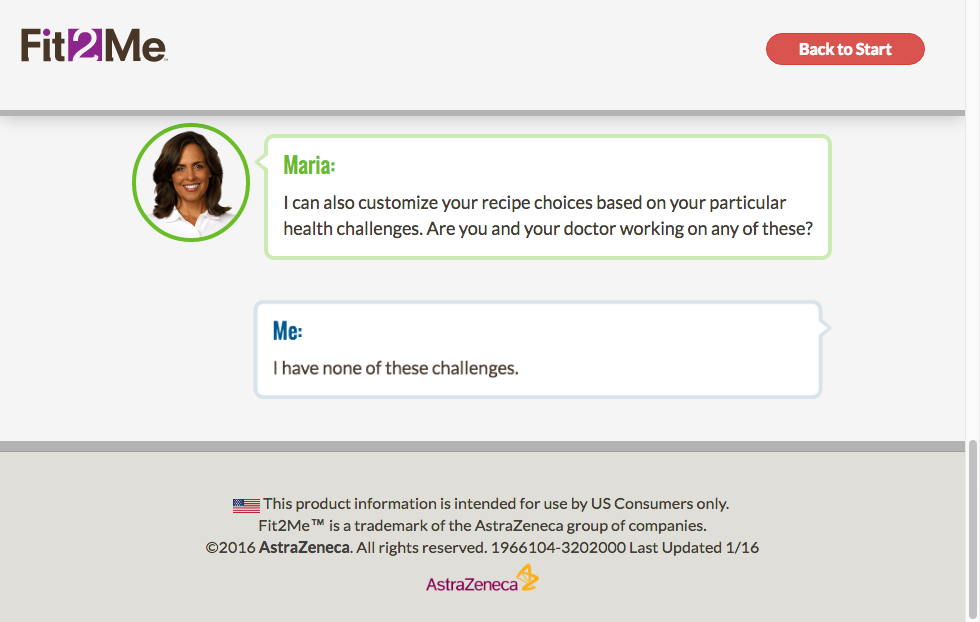 Fit2Me™
Back to Start
Maria:
I can also customize your recipe choices based on your particular
health challenges. Are you and your doctor working on any of these?
Me:
I have none of these challenges.
This product information is intended for use by US Consumers only.
Fit2Me™ is a trademark of the AstraZeneca group of companies.
©2016 AstraZeneca. All rights reserved. 1966104-3202000 Last Updated 1/16
AstraZeneca